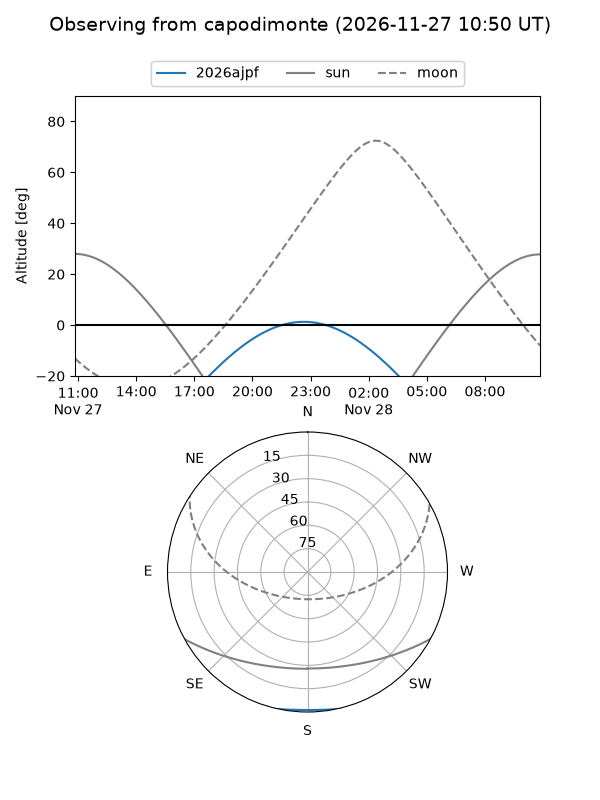 Observing from capodimonte (2026-11-27 10:50 UT)
2026ajpf sun moon
Altitude [deg]
80
60
40
20
0
−20
11:00 14:00 17:00 20:00 23:00 02:00 05:00 08:00
Nov 27 Nov 28
N
NE NW
15
30
45
60
75
E W
SE SW
S